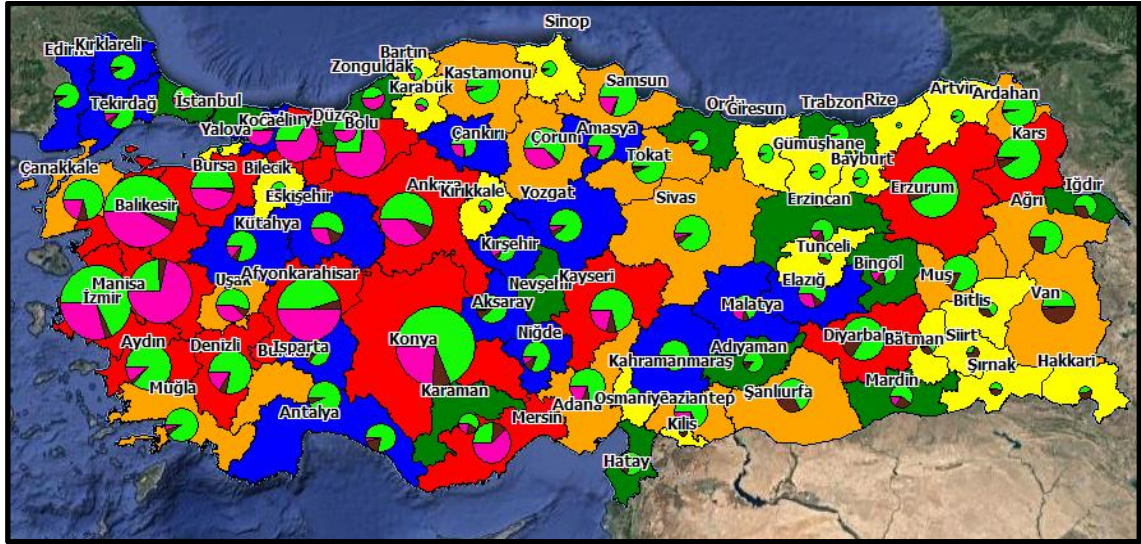 Sinop
Edirne Kırklareli
Bartın
Zonguldak
Kastamonu
Samsun
Karabük
Tekirdağ
İstanbul
Ordu
Giresun
Trabzon
Rize
Artvin
Ardahan
Yalova
Düzce
Bolu
Çankırı
Çorum
Amasya
Kars
Gümüşhane
Çanakkale
Bursa
Bilecik
Tokat
Bayburt
Ankara
Kırıkkale
Yozgat
Sivas
Erzincan
Erzurum
Iğdır
Balıkesir
Eskişehir
Ağrı
Kütahya
Kırşehir
Tunceli
Manisa
Uşak
Afyonkarahisar
Nevşehir
Kayseri
Elazığ
Bingöl
Muş
İzmir
Aksaray
Malatya
Bitlis
Van
Aydın
Denizli
Isparta
Konya
Niğde
Diyarbakır
Batman
Siirt
Kahramanmaraş
Adıyaman
Şırnak
Hakkari
Muğla
Karaman
Mardin
Antalya
Mersin
Adana
Osmaniye
Gaziantep
Şanlıurfa
Kilis
Hatay